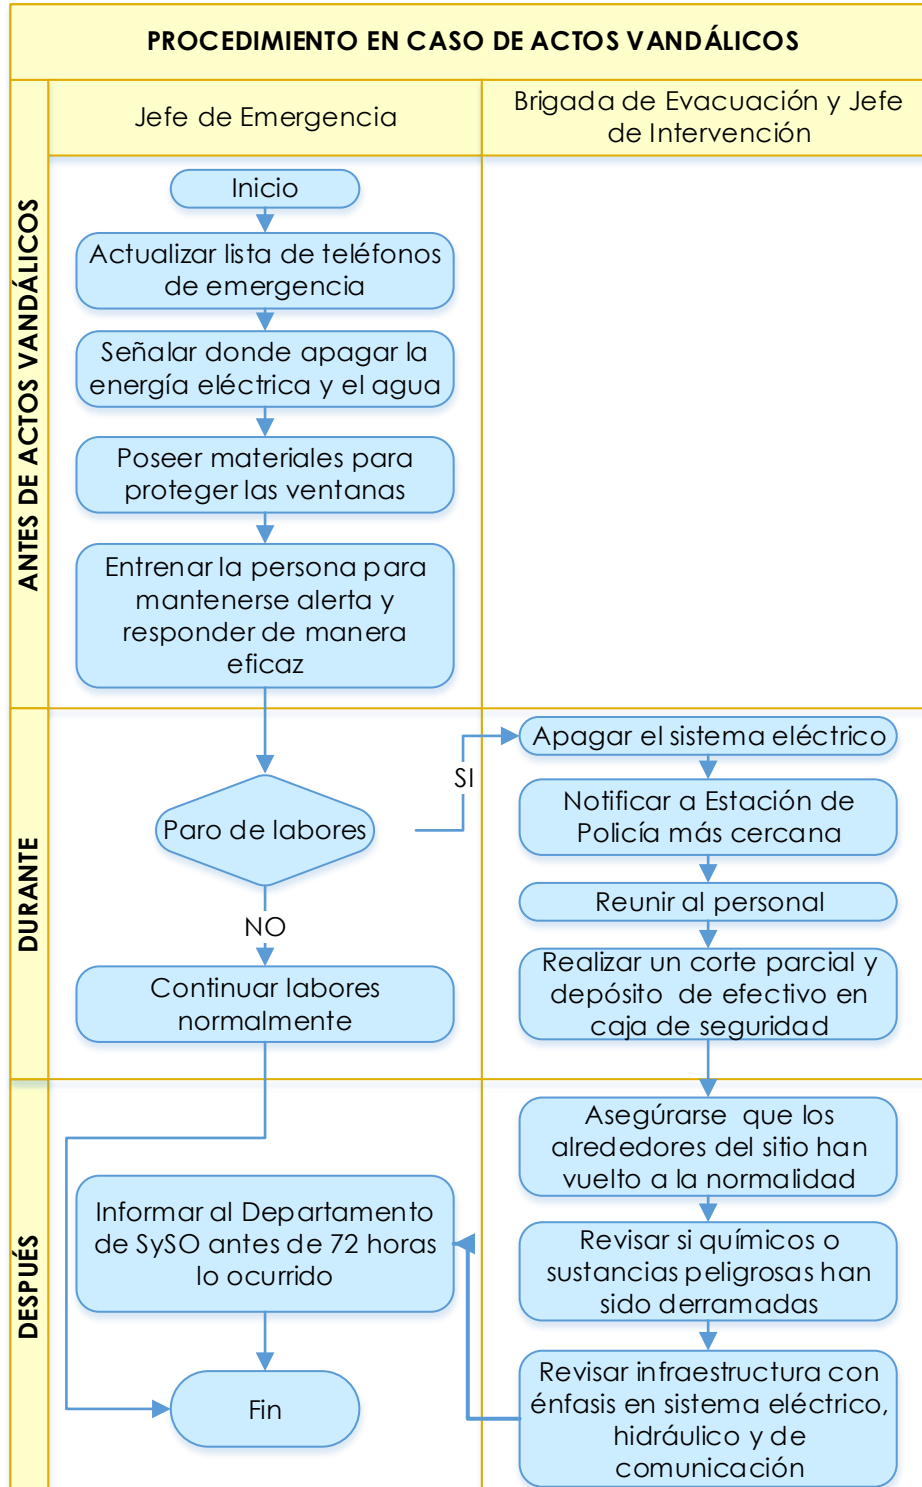 PROCEDIMIENTO EN CASO DE ACTOS VANDÁLICOS
Jefe de Emergencia
Brigada de Evacuación y Jefe
de Intervención
ANTES DE ACTOS VANDÁLICOS
Inicio
Actualizar lista de teléfonos
de emergencia
Señalar donde apagar la
energía eléctrica y el agua
Poseer materiales para
proteger las ventanas
Entrenar la persona para
mantenerse alerta y
responder de manera
eficaz
DURANTE
Paro de labores
SI
NO
Continuar labores
normalmente
Apagar el sistema eléctrico
Notificar a Estación de
Policía más cercana
Reunir al personal
Realizar un corte parcial y
depósito  de efectivo en
caja de seguridad
DESPUÉS
Asegúrarse  que los
alrededores del sitio han
vuelto a la normalidad
Revisar si químicos o
sustancias peligrosas han
sido derramadas
Revisar infraestructura con
énfasis en sistema eléctrico,
hidráulico y de
comunicación
Informar al Departamento
de SySO antes de 72 horas
lo ocurrido
Fin